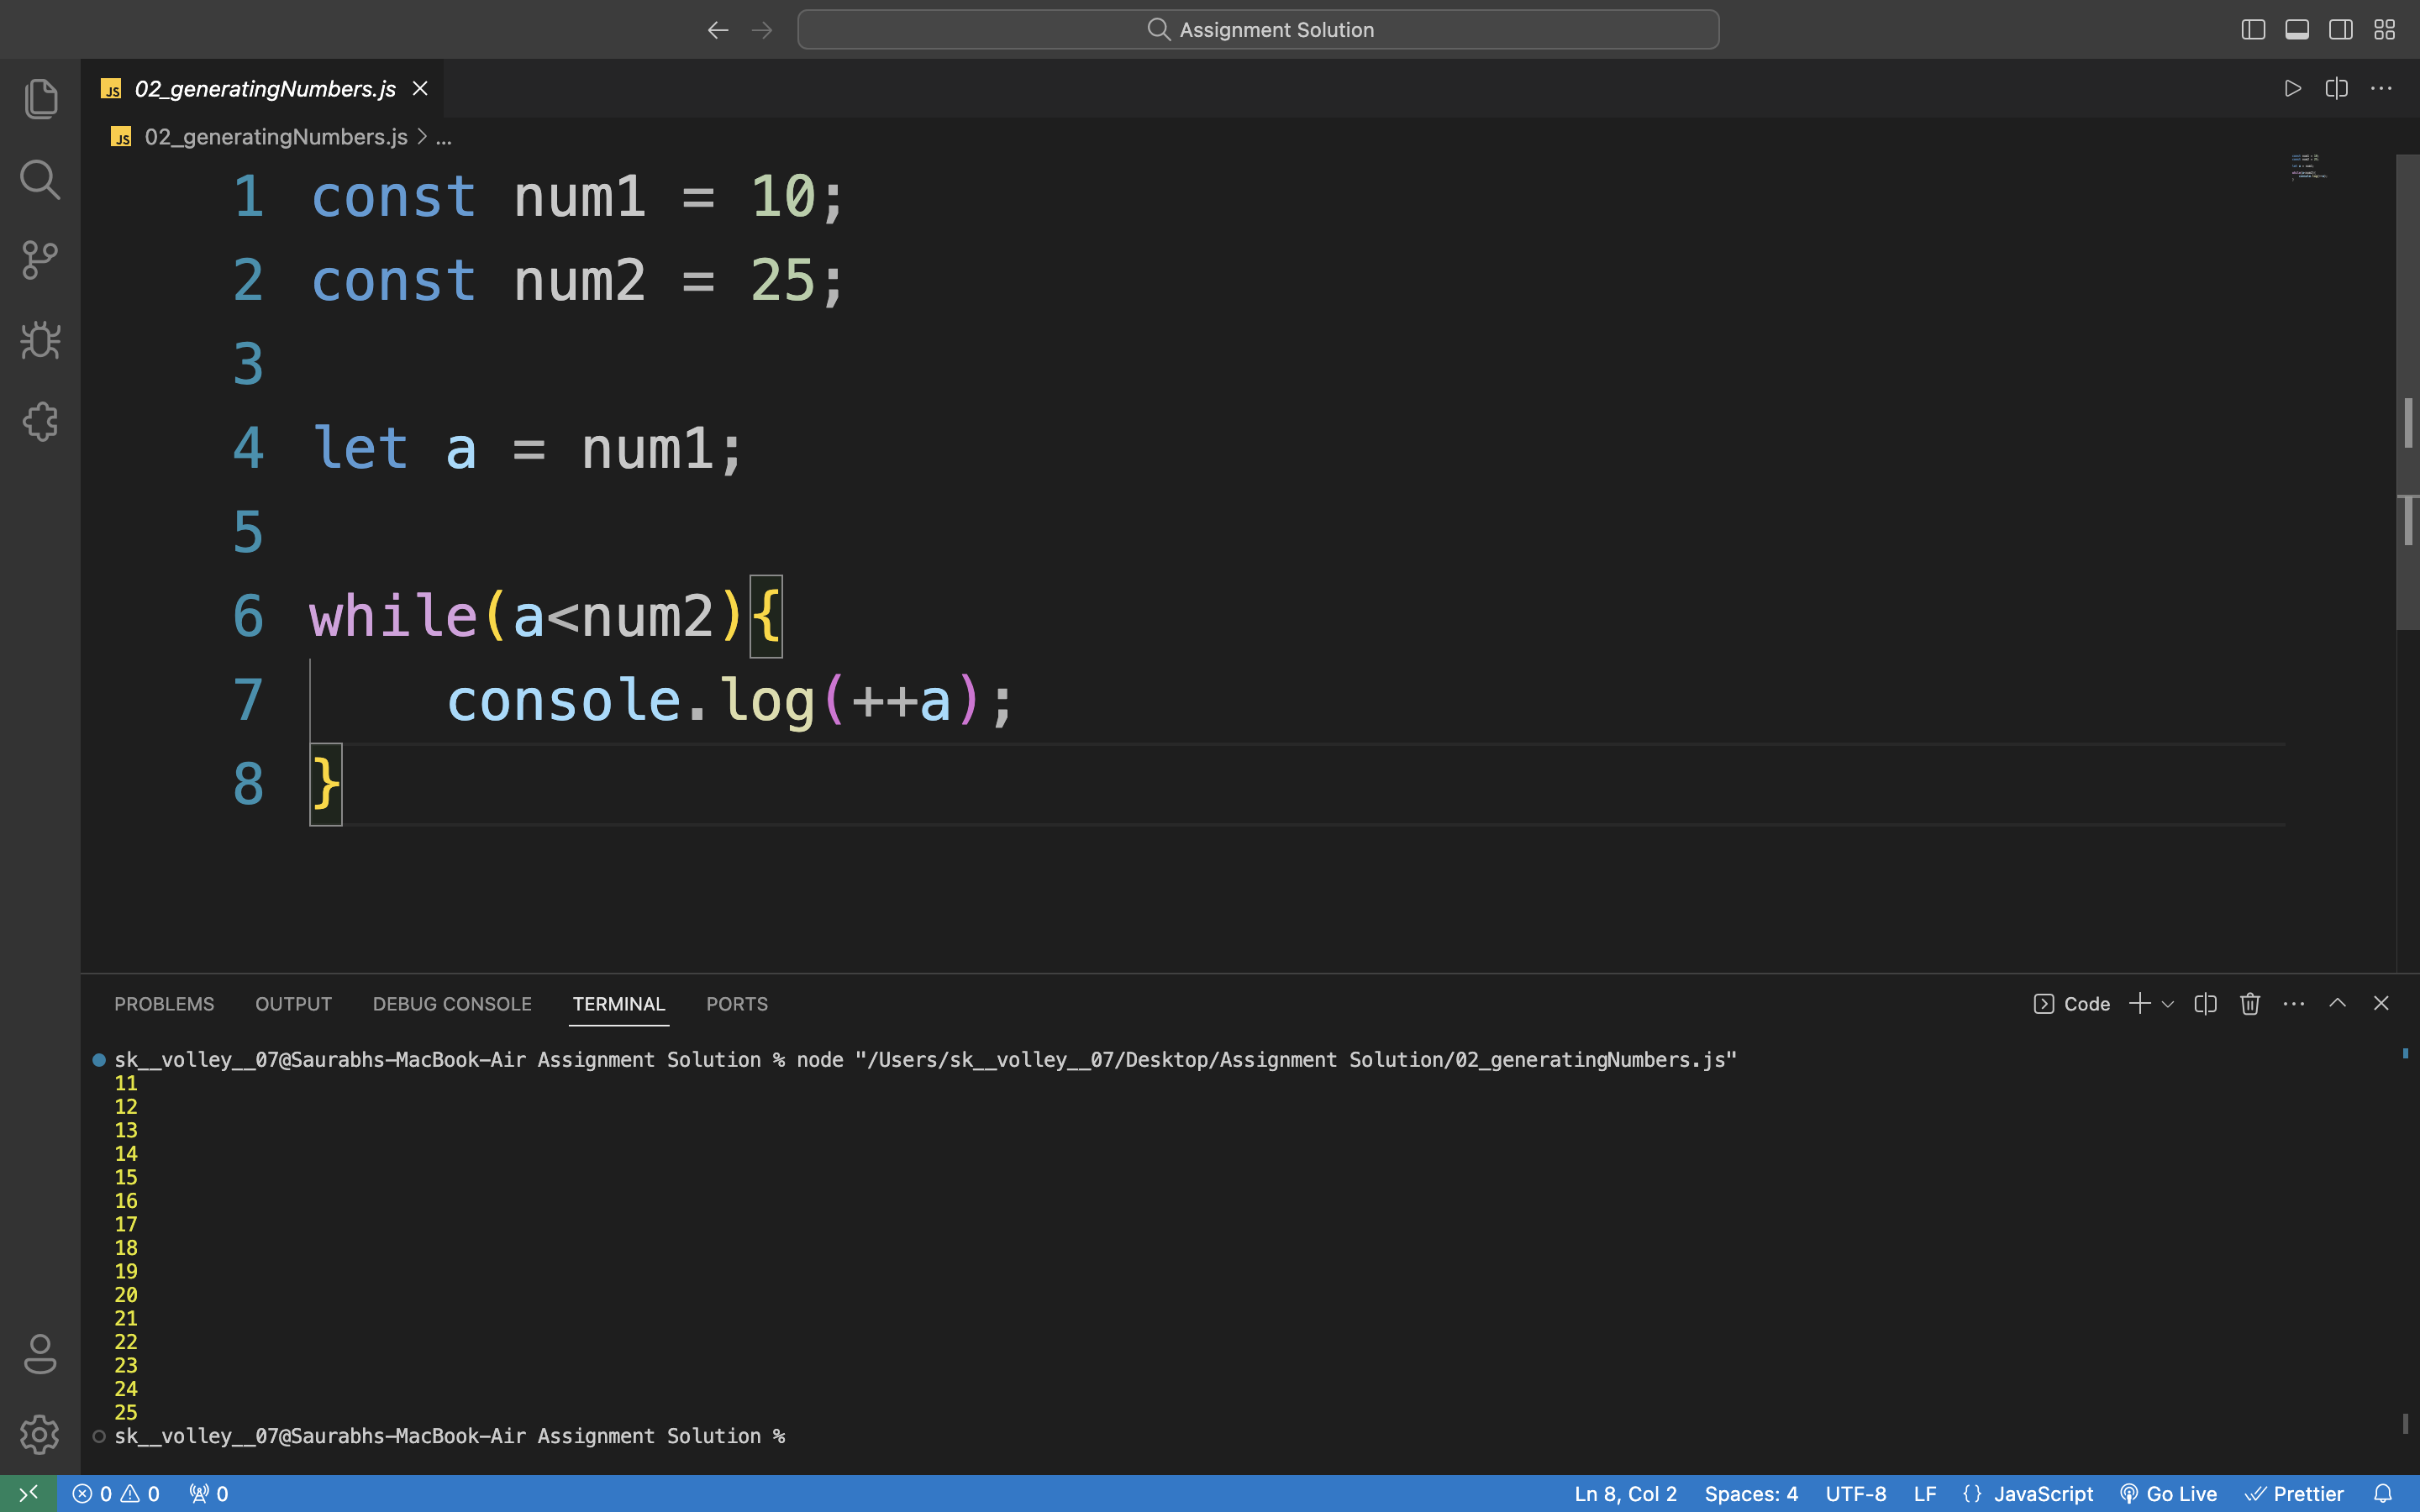 Assignment Solution
JS 02_generatingNumbers.js
JS 02_generatingNumbers.js > ...
1 const num1 = 10;
2 const num2 = 25;
3
4 let a = num1;
5
6 while(a<num2){
7 console.log(++a);
8 }
PROBLEMS OUTPUT DEBUG CONSOLE TERMINAL PORTS Code
sk__volley__07@Saurabhs-MacBook-Air Assignment Solution % node "/Users/sk__volley__07/Desktop/Assignment Solution/02_generatingNumbers.js"
11
12
13
14
15
16
17
18
19
20
21
22
23
24
25
sk__volley__07@Saurabhs-MacBook-Air Assignment Solution %
0 0 0 Ln 8, Col 2 Spaces: 4 UTF-8 LF {} JavaScript Go Live Prettier